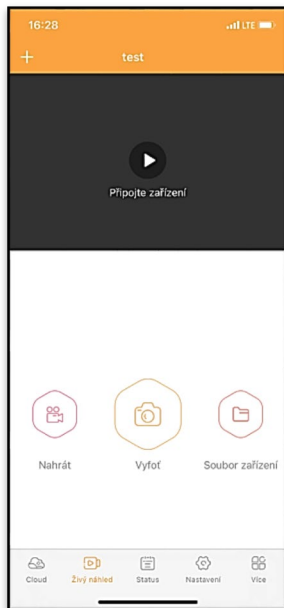 16:28
LTE
+
test
Připojte zařízení
Nahrát
Vyfoť
Soubor zařízení
Cloud
Živý náhled
Status
Nastavení
Více